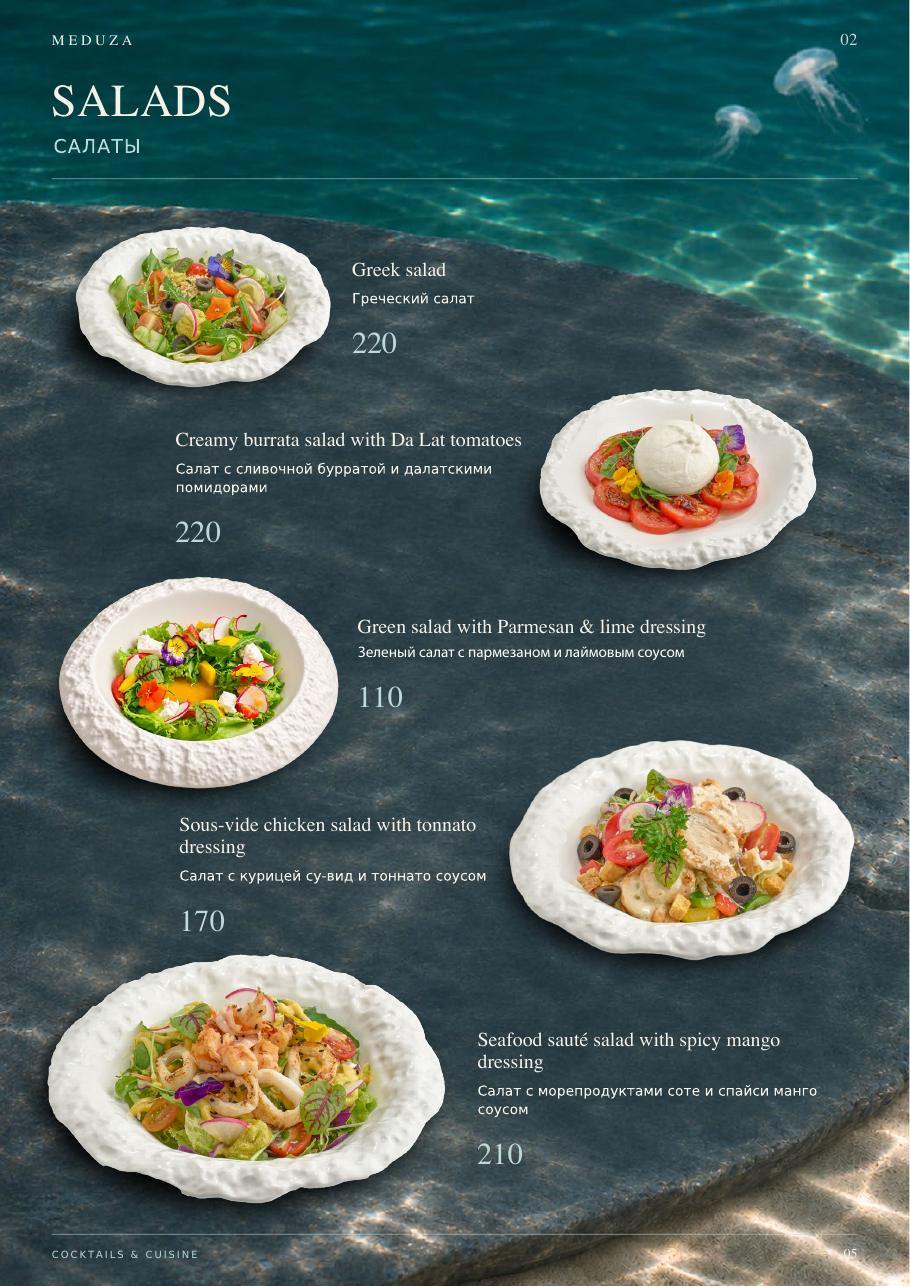 MEDUZA
02
SALADS
САЛАТЫ
Greek salad
Греческий салат
220
Creamy burrata salad with Da Lat tomatoes
Салат с сливочной бурратой и далатскими
помидорами
220
Green salad with Parmesan & lime dressing
Зеленый салат с пармезаном и лаймовым соусом
110
Sous-vide chicken salad with tonnato
dressing
Салат с курицей су-вид и тоннато соусом
170
Seafood sauté salad with spicy mango
dressing
Салат с морепродуктами соте и спайси манго
соусом
210
COCKTAILS & CUISINE
05